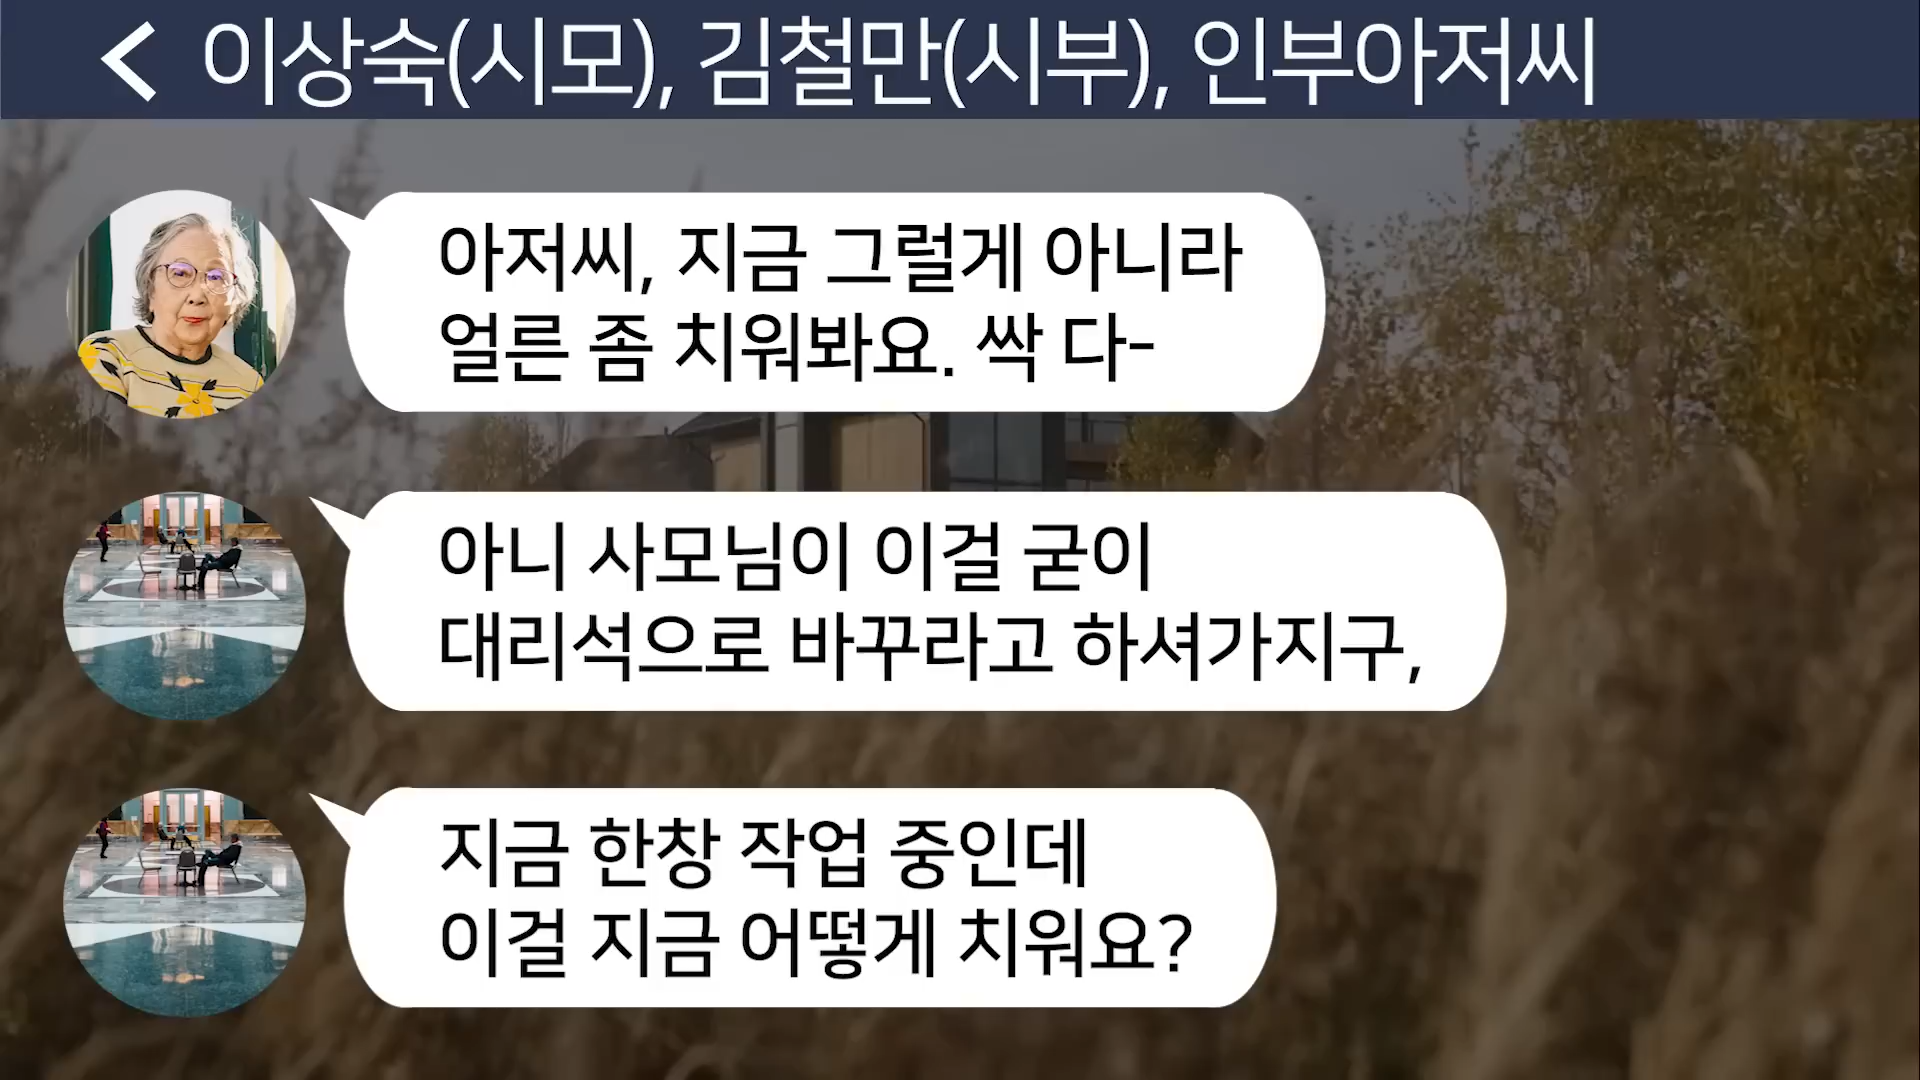 이상숙(시모), 김철만(시부), 인부아저씨
아저씨, 지금 그럴게 아니라
얼른 좀 치워봐요. 싹 다-
아니 사모님이 이걸 굳이
대리석으로 바꾸라고 하셔가지구,
지금 한창 작업 중인데
이걸 지금 어떻게 치워요?